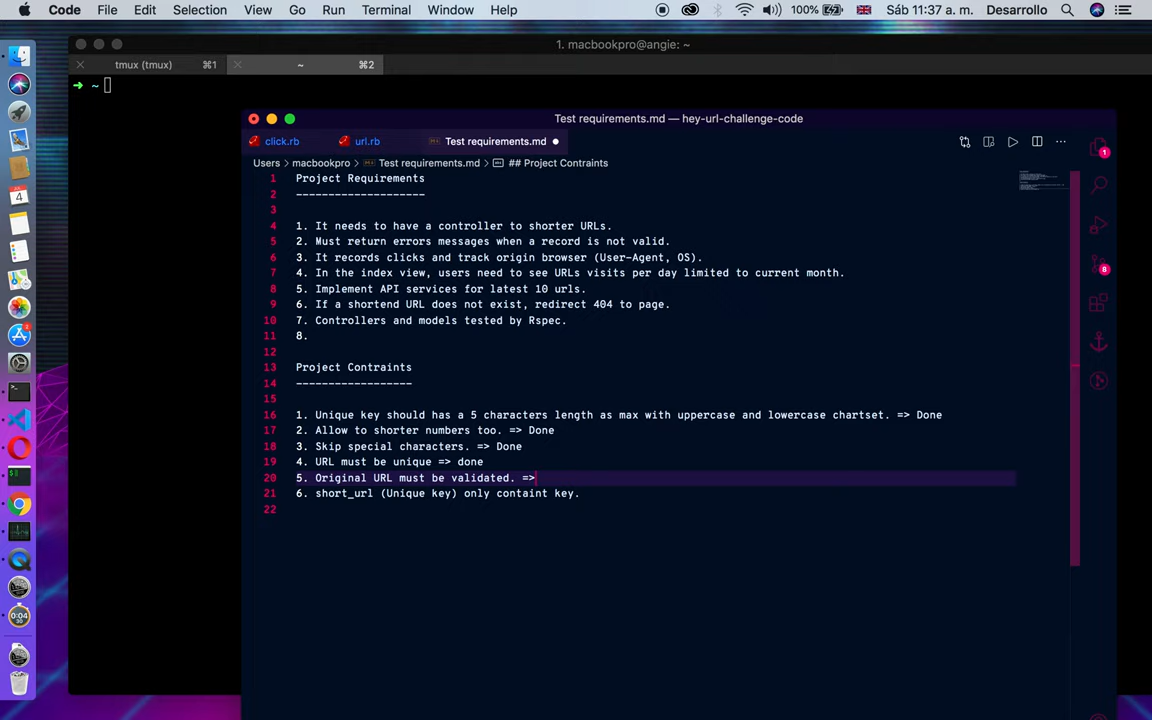 Code File Edit Selection View Go Run Terminal Window Help 100% Sáb 11:37 a. m. Desarrollo
1. macbookpro@angie: ~
tmux (tmux) ⌘1 ~ ⌘2
➜ ~
Test requirements.md — hey-url-challenge-code
click.rb url.rb Test requirements.md
Users > macbookpro > Test requirements.md > ## Project Contraints
1 Project Requirements
2 --------------------
3
4 1. It needs to have a controller to shorter URLs.
5 2. Must return errors messages when a record is not valid.
6 3. It records clicks and track origin browser (User-Agent, OS).
7 4. In the index view, users need to see URLs visits per day limited to current month.
8 5. Implement API services for latest 10 urls.
9 6. If a shortend URL does not exist, redirect 404 to page.
10 7. Controllers and models tested by Rspec.
11 8.
12
13 Project Contraints
14 ------------------
15
16 1. Unique key should has a 5 characters length as max with uppercase and lowercase chartset. => Done
17 2. Allow to shorter numbers too. => Done
18 3. Skip special characters. => Done
19 4. URL must be unique => done
20 5. Original URL must be validated. =>
21 6. short_url (Unique key) only containt key.
22
1
8
4
0:04